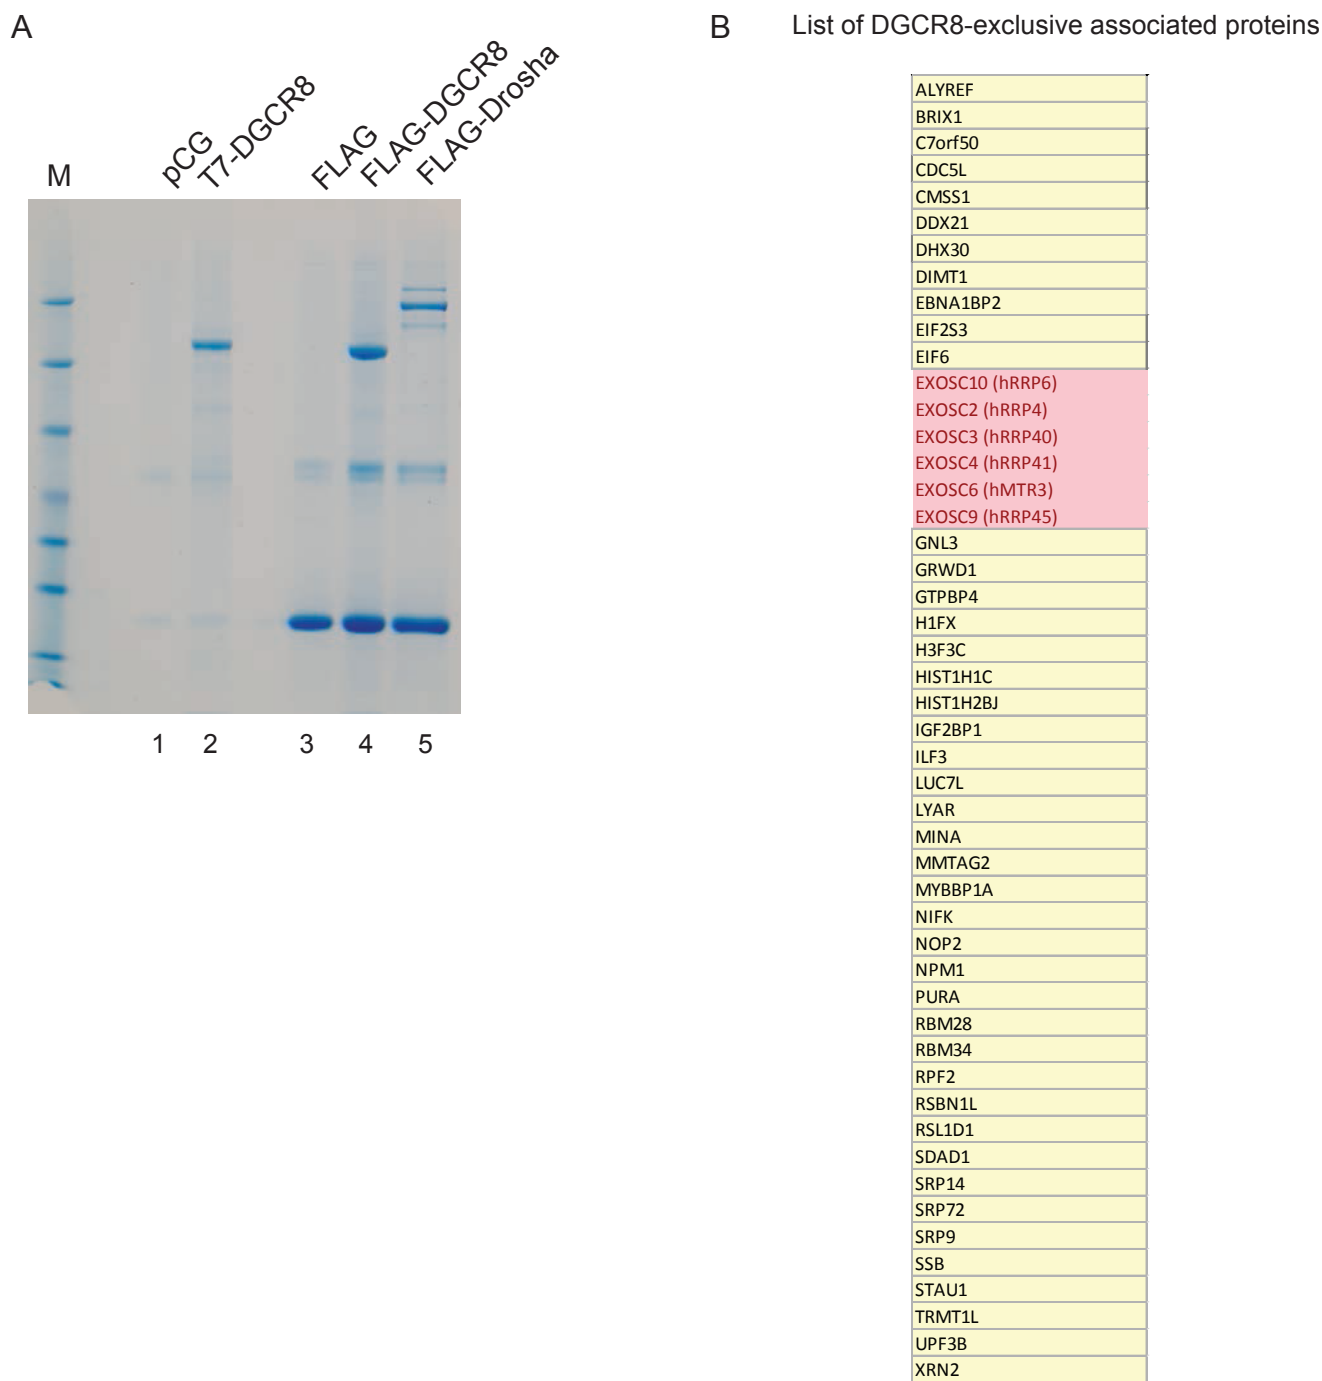 A
M
pCG
T7-DGCR8
FLAG
FLAG-DGCR8
FLAG-Drosha
1 2 3 4 5
B
List of DGCR8-exclusive associated proteins
ALYREF
BRIX1
C7orf50
CDC5L
CMSS1
DDX21
DHX30
DIMT1
EBNA1BP2
EIF2S3
EIF6
EXOSC10 (hRRP6)
EXOSC2 (hRRP4)
EXOSC3 (hRRP40)
EXOSC4 (hRRP41)
EXOSC6 (hMTR3)
EXOSC9 (hRRP45)
GNL3
GRWD1
GTPBP4
H1FX
H3F3C
HIST1H1C
HIST1H2BJ
IGF2BP1
ILF3
LUC7L
LYAR
MINA
MMTAG2
MYBBP1A
NIFK
NOP2
NPM1
PURA
RBM28
RBM34
RPF2
RSBN1L
RSL1D1
SDAD1
SRP14
SRP72
SRP9
SSB
STAU1
TRMT1L
UPF3B
XRN2